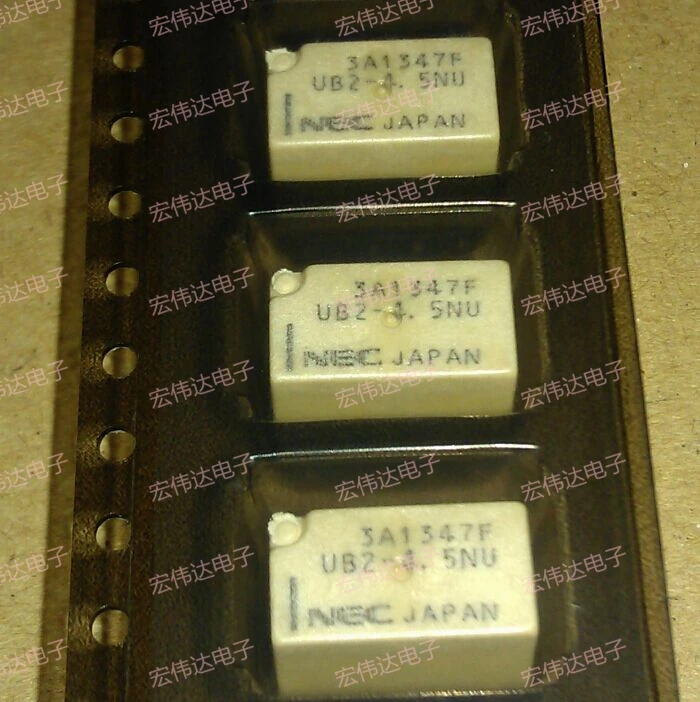 3A1347F
UB2-4.5NU
NEC JAPAN
3A1347F
UB2-4.5NU
NEC JAPAN
3A1347F
UB2-4.5NU
NEC JAPAN
宏伟达电子